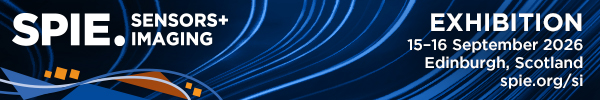 SPIE. SENSORS+
IMAGING
EXHIBITION
15–16 September 2026
Edinburgh, Scotland
spie.org/si